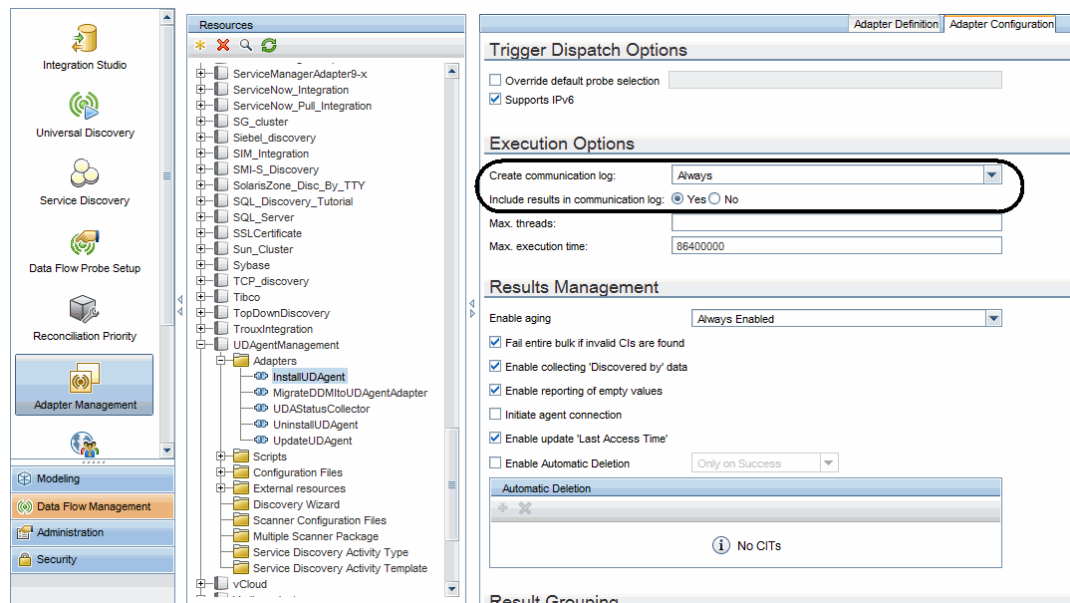 Integration Studio
Universal Discovery
Service Discovery
Data Flow Probe Setup
Reconciliation Priority
Adapter Management
Modeling
Data Flow Management
Administration
Security
Resources
ServiceManagerAdapter9-x
ServiceNow_Integration
ServiceNow_Pull_Integration
SG_cluster
Siebel_discovery
SIM_Integration
SMI-S_Discovery
SolarisZone_Disc_By_TTY
SQL_Discovery_Tutorial
SQL_Server
SSLCertificate
Sun_Cluster
Sybase
TCP_discovery
Tibco
TopDownDiscovery
TrouxIntegration
UDAgentManagement
Adapters
InstallUDAgent
MigrateDDMItoUDAgentAdapter
UDAStatusCollector
UninstallUDAgent
UpdateUDAgent
Scripts
Configuration Files
External resources
Discovery Wizard
Scanner Configuration Files
Multiple Scanner Package
Service Discovery Activity Type
Service Discovery Activity Template
vCloud
Adapter Definition Adapter Configuration
Trigger Dispatch Options
Override default probe selection
Supports IPv6
Execution Options
Create communication log: Always
Include results in communication log: Yes No
Max. threads:
Max. execution time: 86400000
Results Management
Enable aging Always Enabled
Fail entire bulk if invalid CIs are found
Enable collecting 'Discovered by' data
Enable reporting of empty values
Initiate agent connection
Enable update 'Last Access Time'
Enable Automatic Deletion Only on Success
Automatic Deletion
No CITs
Result Grouping